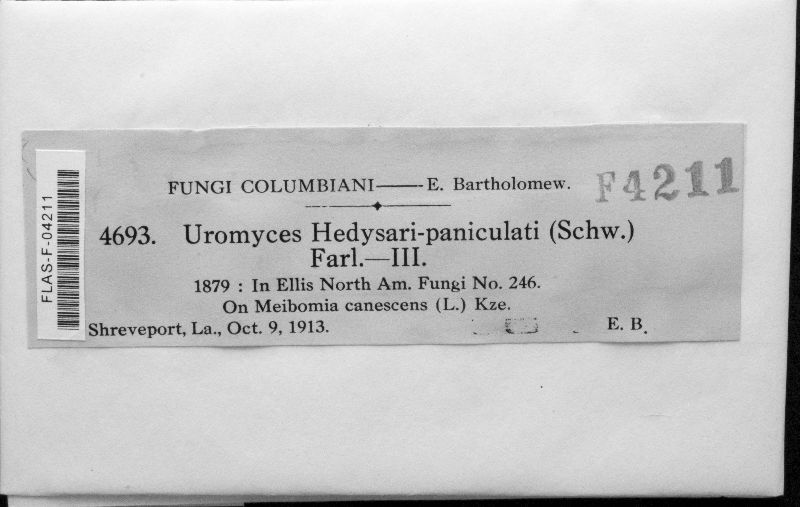 FUNGI COLUMBIANI—E. Bartholomew.
F4211
4693. Uromyces Hedysari-paniculati (Schw.)
Farl.—III.
1879 : In Ellis North Am. Fungi No. 246.
On Meibomia canescens (L.) Kze.
Shreveport, La., Oct. 9, 1913. E. B.
FLAS-F-04211